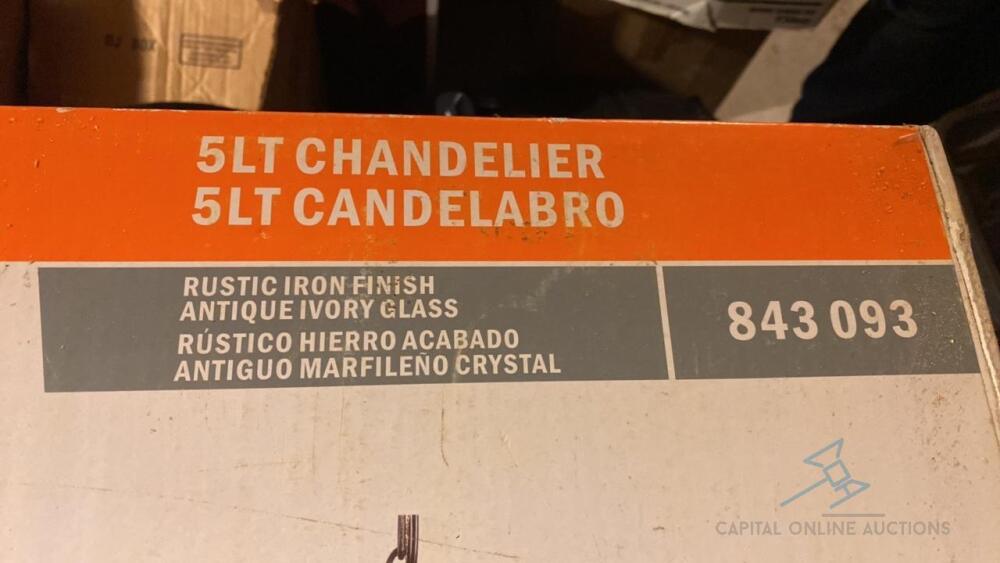 5LT CHANDELIER
5LT CANDELABRO
RUSTIC IRON FINISH
ANTIQUE IVORY GLASS
RÚSTICO HIERRO ACABADO
ANTIGUO MARFILEÑO CRYSTAL
843 093
CAPITAL ONLINE AUCTIONS